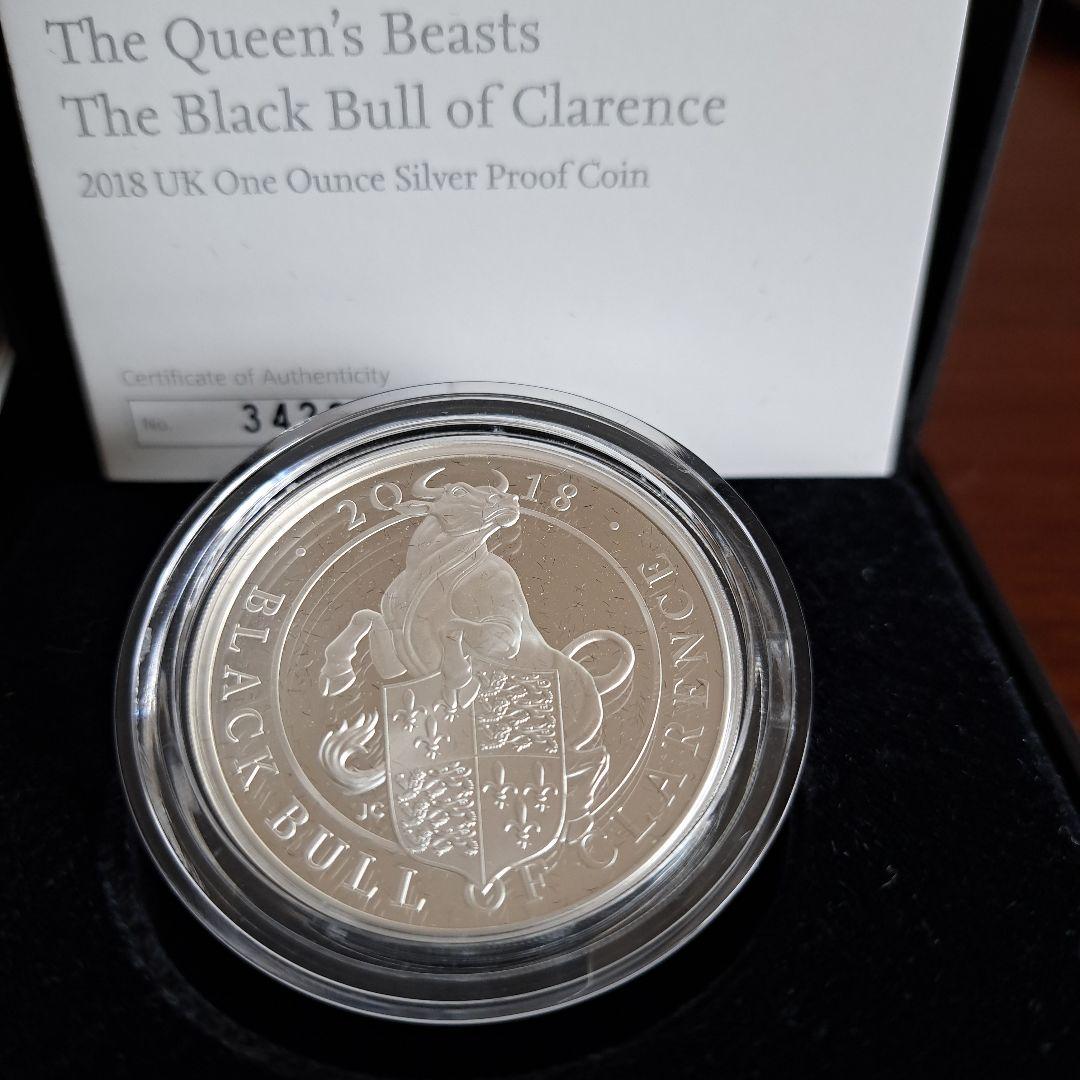 The Queen's Beasts
The Black Bull of Clarence
2018 UK One Ounce Silver Proof Coin
Certificate of Authenticity
No.
· 2018 ·
BLACK BULL OF CLARENCE